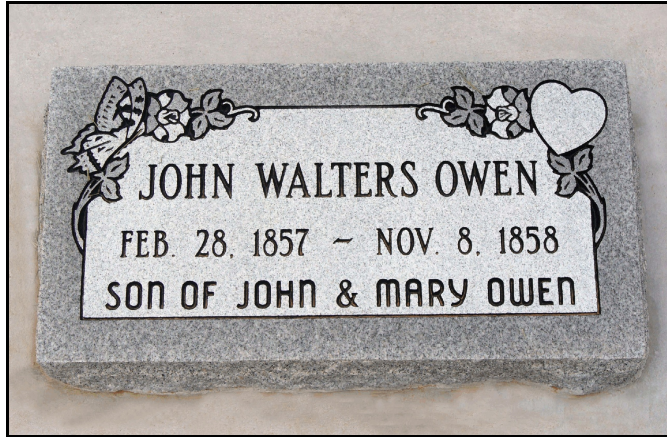 JOHN WALTERS OWEN
FEB. 28, 1857 ~ NOV. 8, 1858
SON OF JOHN & MARY OWEN